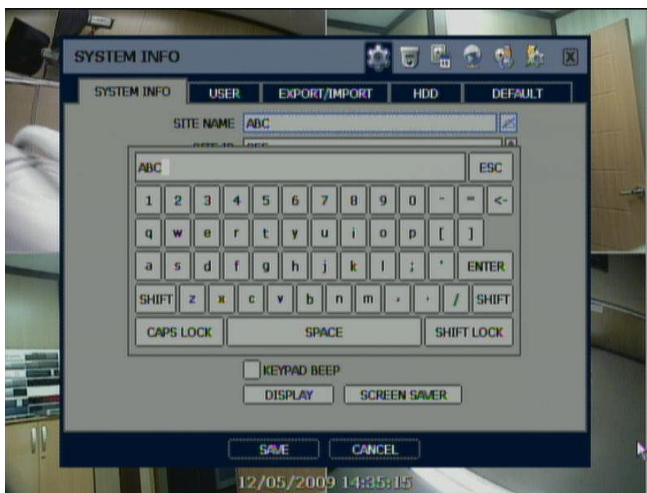 SYSTEM INFO
SYSTEM INFO USER EXPORT/IMPORT HDD DEFAULT
SITE NAME ABC
ABC ESC
1 2 3 4 5 6 7 8 9 0 - = <-
q w e r t y u i o p [ ]
a s d f g h j k l ; ' ENTER
SHIFT z x c v b n m , . / SHIFT
CAPS LOCK SPACE SHIFT LOCK
KEYPAD BEEP
DISPLAY SCREEN SAVER
SAVE CANCEL
12/05/2009 14:35:15